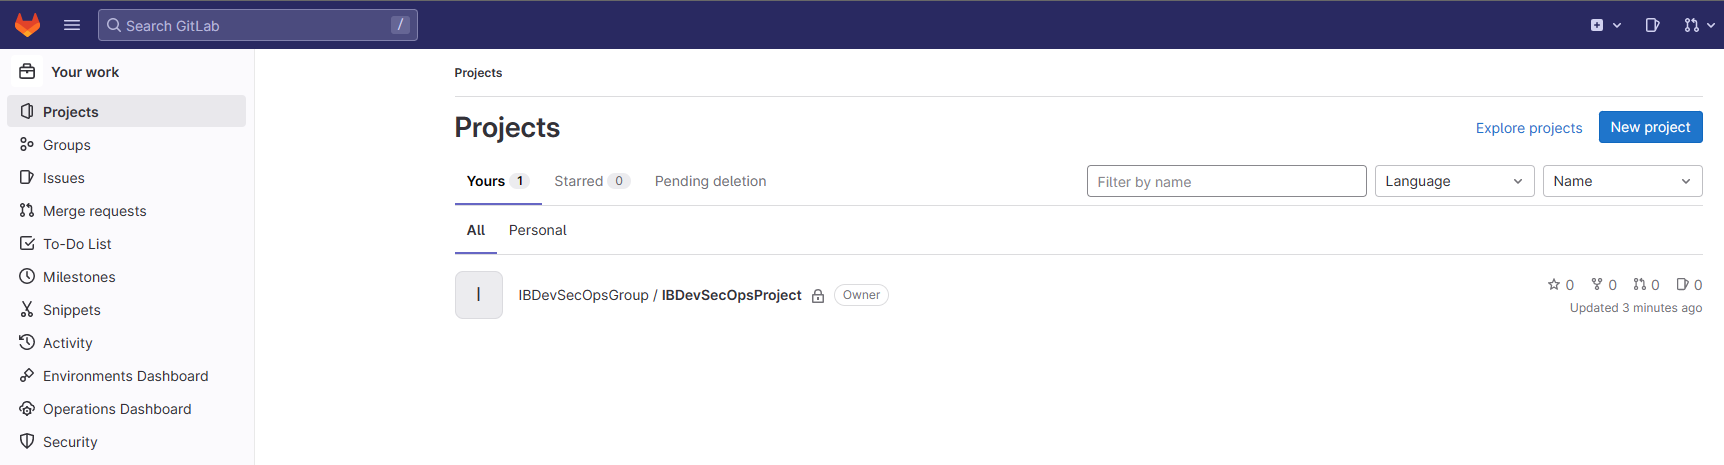 Search GitLab /
Your work
Projects
Groups
Issues
Merge requests
To-Do List
Milestones
Snippets
Activity
Environments Dashboard
Operations Dashboard
Security
Projects
Projects
Explore projects New project
Yours 1 Starred 0 Pending deletion Filter by name Language Name
All Personal
I IBDevSecOpsGroup / IBDevSecOpsProject Owner 0 0 0 0
Updated 3 minutes ago